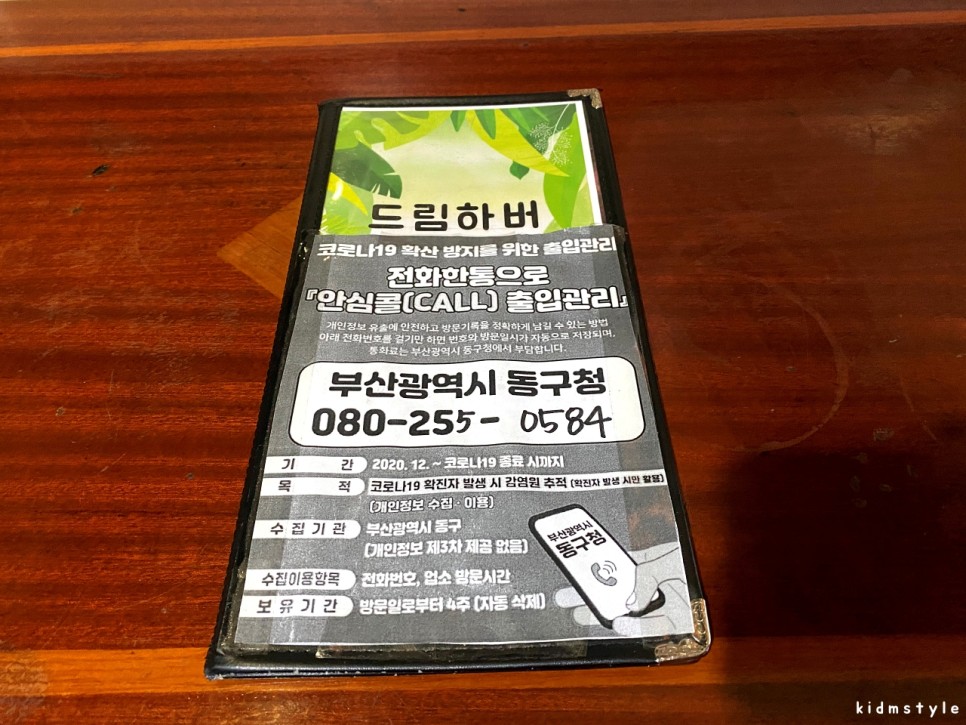 드림하버
코로나19 확산 방지를 위한 출입관리
전화한통으로
『안심콜(CALL) 출입관리』
개인정보 유출에 안전하고 방문기록을 정확하게 남길 수 있는 방법
아래 전화번호를 걸기만 하면 번호와 방문일시가 자동으로 저장되며,
통화료는 부산광역시 동구청에서 부담합니다.
부산광역시 동구청
080-255- 0584
기 간 2020. 12. ~ 코로나19 종료 시까지
목 적 코로나19 확진자 발생 시 감염원 추적 (확진자 발생 시만 활용)
(개인정보 수집·이용)
수집기관 부산광역시 동구
(개인정보 제3차 제공 없음)
부산광역시
동구청
수집이용항목 전화번호, 업소 방문시간
보유기간 방문일로부터 4주 (자동 삭제)
kidmstyle